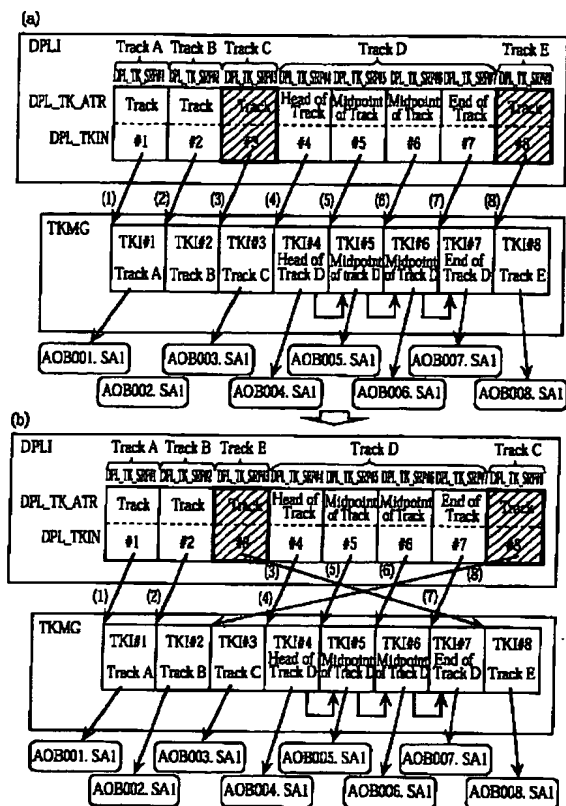 (a)
DPLI
Track A Track B Track C Track D Track E
DPL_TK_ATR
Track Track Track Head of Track Midpoint of Track Midpoint of Track End of Track Track
DPL_TKIN
#1 #2 #3 #4 #5 #6 #7 #8
(1) (2) (3) (4) (5) (6) (7) (8)
TKMG
TKI#1 TKI#2 TKI#3 TKI#4 TKI#5 TKI#6 TKI#7 TKI#8
Track A Track B Track C Head of Track D Midpoint of track D Midpoint of Track D End of Track D Track E
AOB001. SA1 AOB003. SA1 AOB005. SA1 AOB007. SA1
AOB002. SA1 AOB004. SA1 AOB006. SA1 AOB008. SA1
(b)
DPLI
Track A Track B Track E Track D Track C
DPL_TK_ATR
Track Track Track Head of Track Midpoint of Track Midpoint of Track End of Track Track
DPL_TKIN
#1 #2 #4 #5 #6 #7
(1) (2) (3) (4) (5) (6) (7) (8)
TKMG
TKI#1 TKI#2 TKI#3 TKI#4 TKI#5 TKI#6 TKI#7 TKI#8
Track A Track B Track C Head of Track D Midpoint of Track D Midpoint of Track D End of Track D Track E
AOB001. SA1 AOB003. SA1 AOB005. SA1 AOB007. SA1
AOB002. SA1 AOB004. SA1 AOB006. SA1 AOB008. SA1